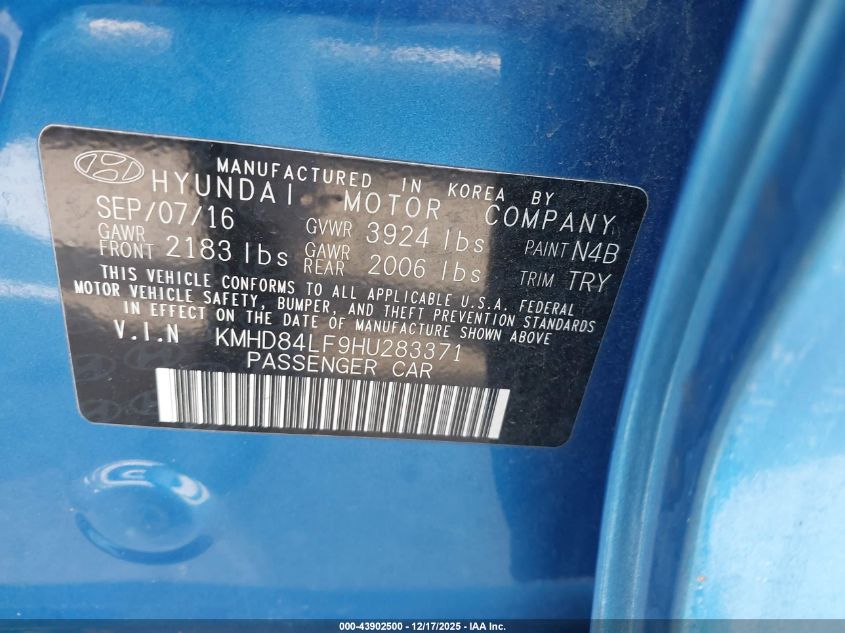 MANUFACTURED IN KOREA BY
HYUNDAI MOTOR COMPANY
SEP/07/16 GVWR 3924 lbs PAINT N4B
GAWR FRONT 2183 lbs GAWR REAR 2006 lbs TRIM TRY
THIS VEHICLE CONFORMS TO ALL APPLICABLE U.S.A. FEDERAL
MOTOR VEHICLE SAFETY, BUMPER, AND THEFT PREVENTION STANDARDS
IN EFFECT ON THE DATE OF MANUFACTURE SHOWN ABOVE
V.I.N KMHD84LF9HU283371
PASSENGER CAR
000-43902500 - 12/17/2025 - IAA Inc.